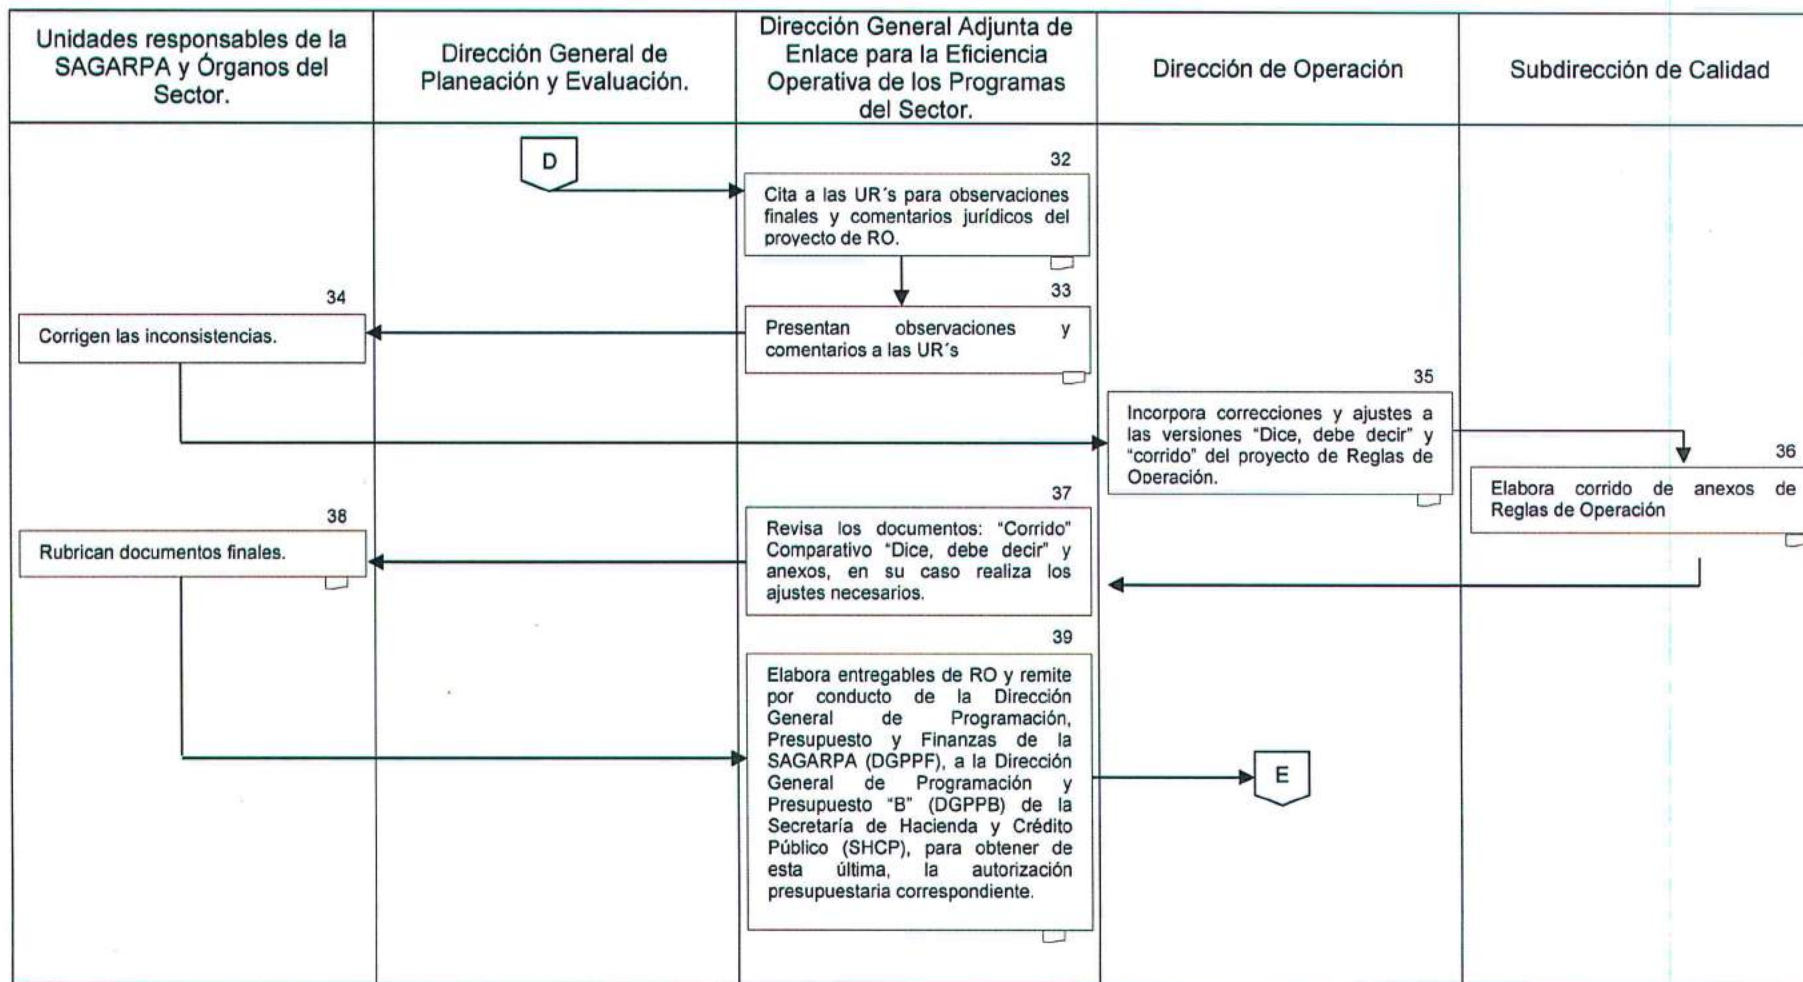 Unidades responsables de la
SAGARPA y Órganos del
Sector.
Dirección General de
Planeación y Evaluación.
Dirección General Adjunta de
Enlace para la Eficiencia
Operativa de los Programas
del Sector.
Dirección de Operación
Subdirección de Calidad
D
32
Cita a las UR´s para observaciones
finales y comentarios jurídicos del
proyecto de RO.
33
Presentan observaciones y
comentarios a las UR´s
34
Corrigen las inconsistencias.
35
Incorpora correcciones y ajustes a
las versiones “Dice, debe decir” y
“corrido” del proyecto de Reglas de
Operación.
36
Elabora corrido de anexos de
Reglas de Operación
37
Revisa los documentos: “Corrido”
Comparativo “Dice, debe decir” y
anexos, en su caso realiza los
ajustes necesarios.
38
Rubrican documentos finales.
39
Elabora entregables de RO y remite
por conducto de la Dirección
General de Programación,
Presupuesto y Finanzas de la
SAGARPA (DGPPF), a la Dirección
General de Programación y
Presupuesto “B” (DGPPB) de la
Secretaría de Hacienda y Crédito
Público (SHCP), para obtener de
esta última, la autorización
presupuestaria correspondiente.
E